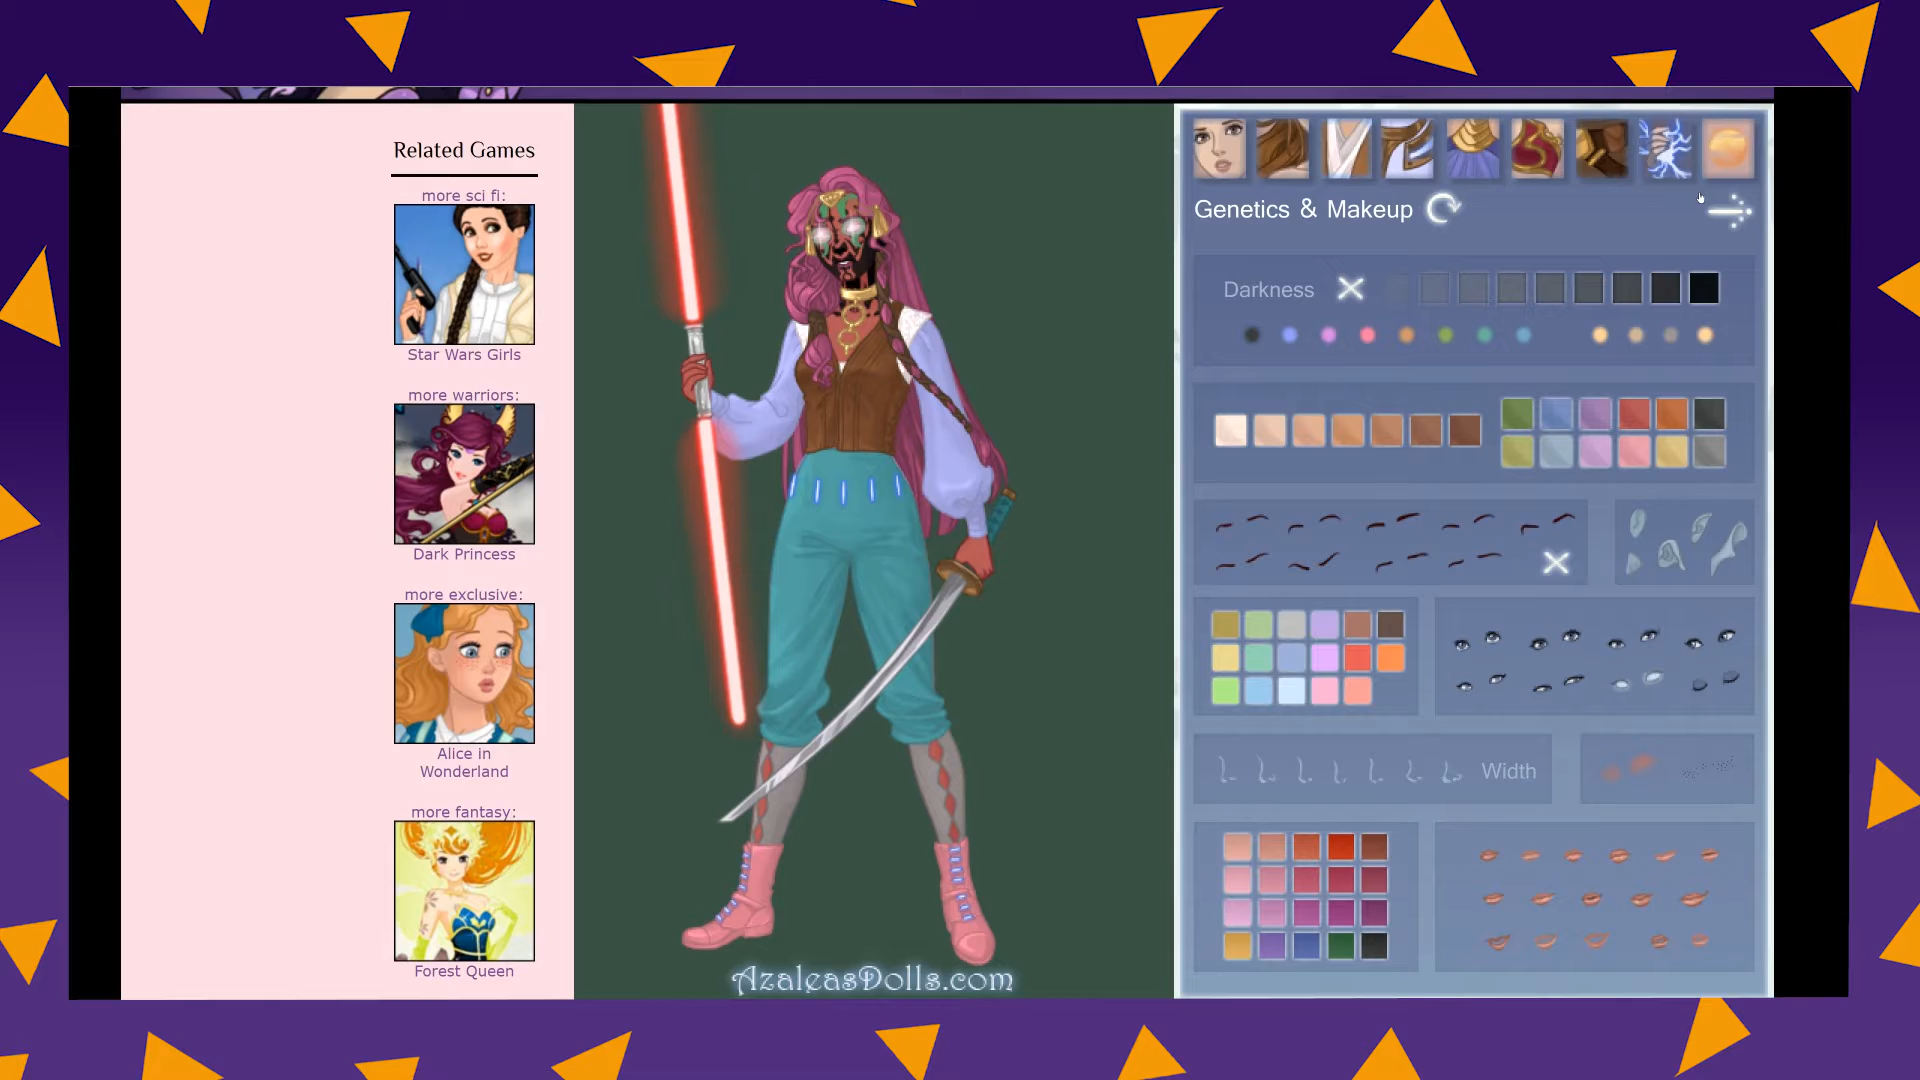 Related Games
more sci fi:
Star Wars Girls
more warriors:
Dark Princess
more exclusive:
Alice in
Wonderland
more fantasy:
Forest Queen
AzaleasDolls.com
Genetics & Makeup
Darkness
Width